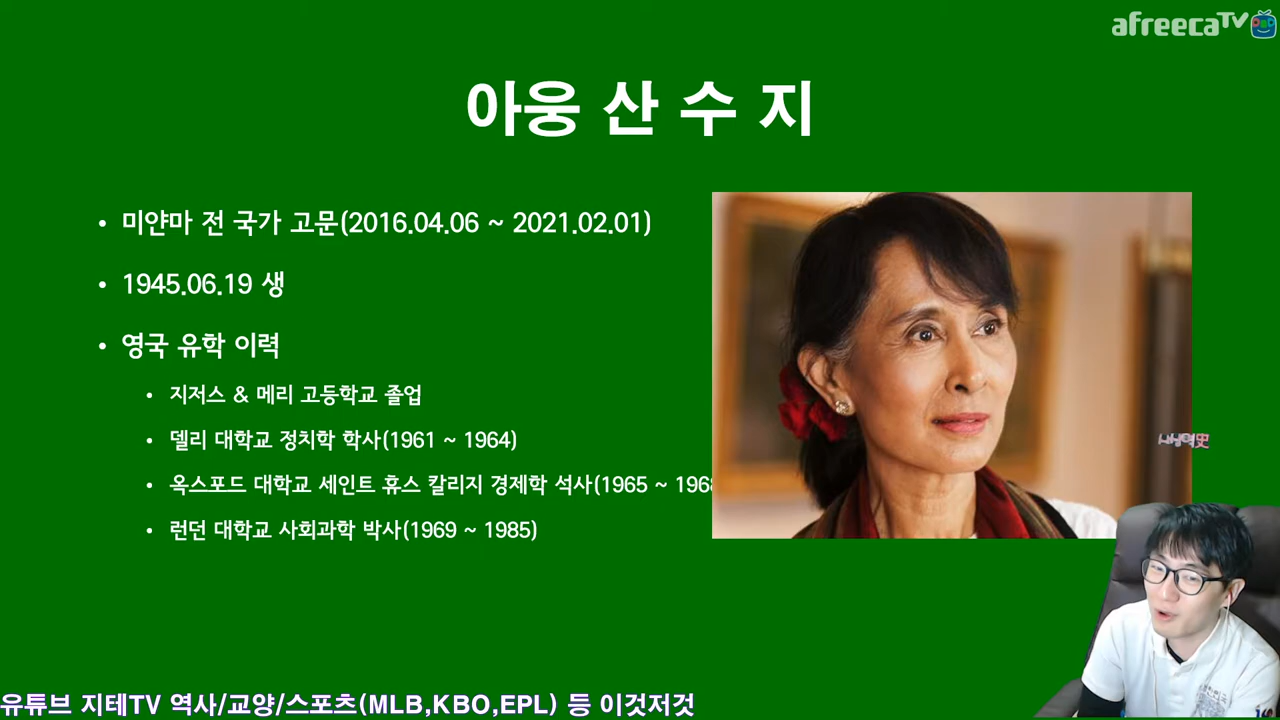 afreecaTV
아웅 산 수 지
• 미얀마 전 국가 고문(2016.04.06 ~ 2021.02.01)
• 1945.06.19 생
• 영국 유학 이력
• 지저스 & 메리 고등학교 졸업
• 델리 대학교 정치학 학사(1961 ~ 1964)
• 옥스포드 대학교 세인트 휴스 칼리지 경제학 석사(1965 ~ 196
• 런던 대학교 사회과학 박사(1969 ~ 1985)
유튜브 지테TV 역사/교양/스포츠(MLB,KBO,EPL) 등 이것저것